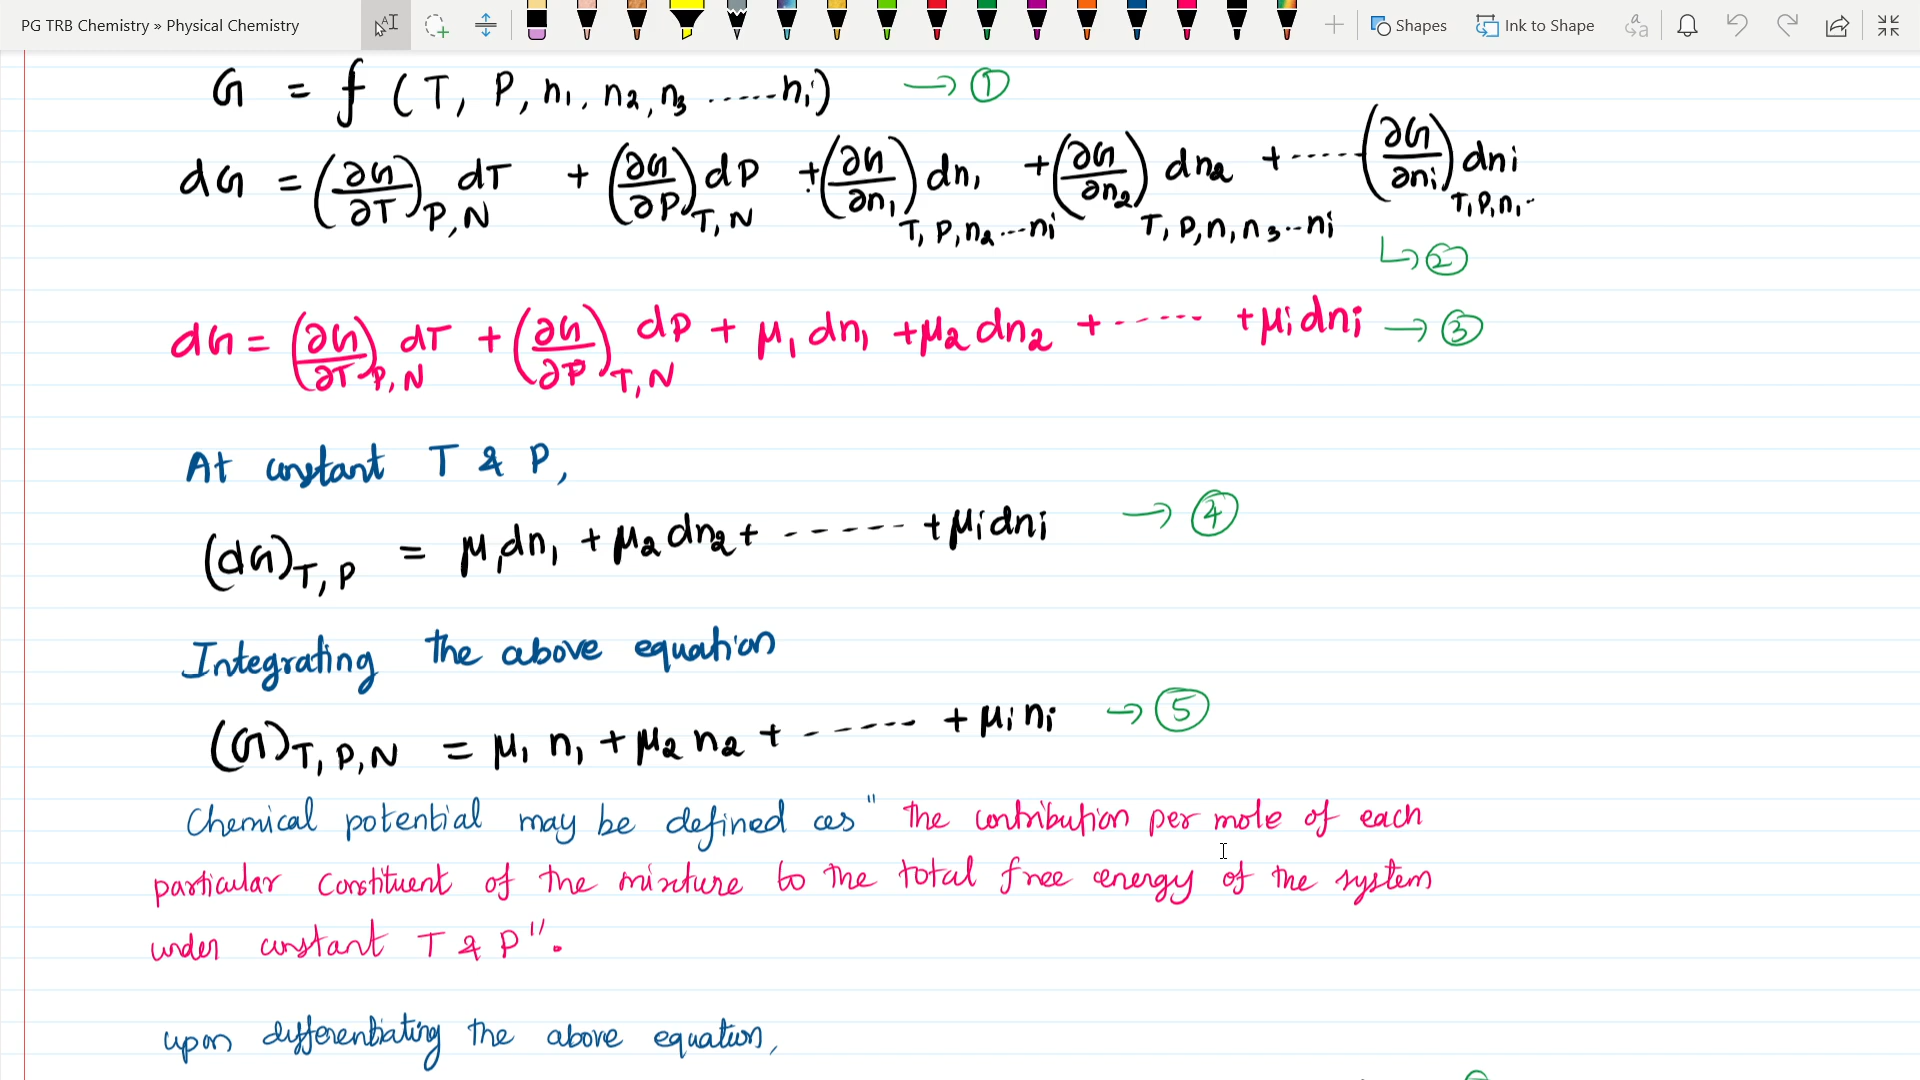 PG TRB Chemistry » Physical Chemistry
Shapes
Ink to Shape
G = f (T, P, n₁, n₂, n₃ ...... nᵢ) → ①
dG = (∂G/∂T)P,N dT + (∂G/∂P)T,N dP + (∂G/∂n₁)T,P,n₂...nᵢ dn₁ + (∂G/∂n₂)T,P,n₁n₃..nᵢ dn₂ + ..... (∂G/∂nᵢ)T,P,n₁.. dnᵢ
↳ ②
dG = (∂G/∂T)P,N dT + (∂G/∂P)T,N dP + μ₁dn₁ + μ₂dn₂ + ...... + μᵢdnᵢ → ③
At constant T & P,
(dG)T,P = μ₁dn₁ + μ₂dn₂ + ------ + μᵢdnᵢ → ④
Integrating the above equation
(G)T,P,N = μ₁n₁ + μ₂n₂ + ------ + μᵢnᵢ → ⑤
Chemical potential may be defined as "the contribution per mole of each
particular constituent of the mixture to the total free energy of the system
under constant T & P".
upon differentiating the above equation,